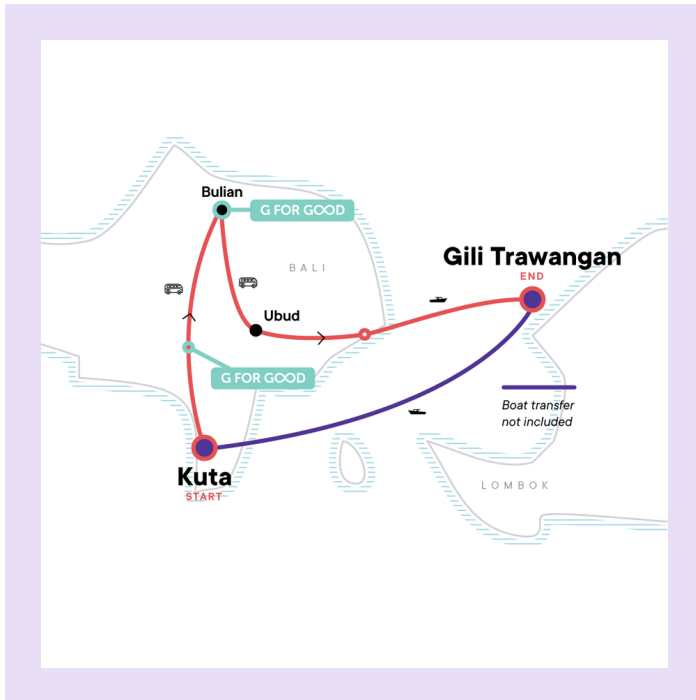 Bulian
G FOR GOOD
BALI
Gili Trawangan
END
Ubud
G FOR GOOD
Boat transfer
not included
Kuta
START
LOMBOK